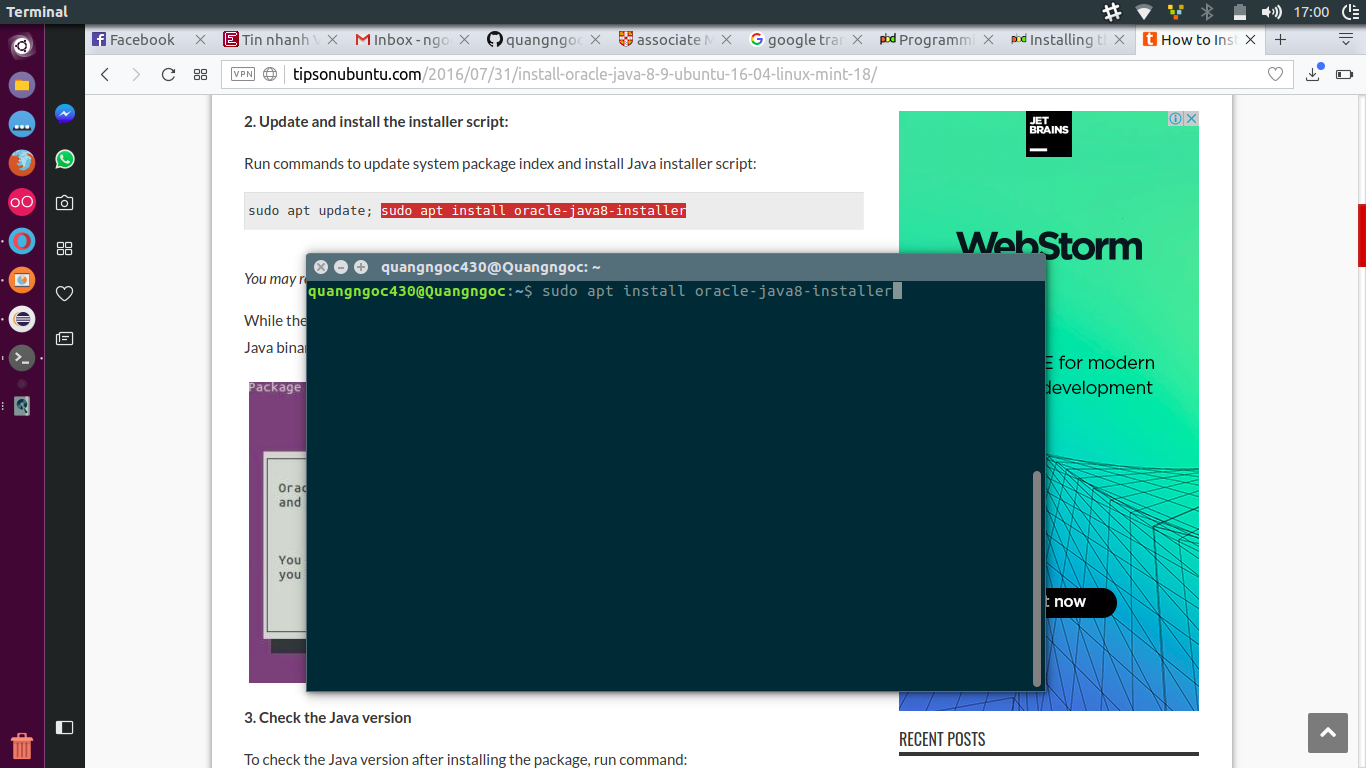 Terminal
17:00
Facebook
Tin nhanh V
Inbox - ngo
quangngoc
associate M
google tran
Programmi
Installing t
How to Inst
VPN
tipsonubuntu.com/2016/07/31/install-oracle-java-8-9-ubuntu-16-04-linux-mint-18/
2. Update and install the installer script:
Run commands to update system package index and install Java installer script:
sudo apt update; sudo apt install oracle-java8-installer
You may r
While the
Java binar
Package
Orac
and
You
you
quangngoc430@Quangngoc: ~
quangngoc430@Quangngoc:~$ sudo apt install oracle-java8-installer
3. Check the Java version
To check the Java version after installing the package, run command:
JET
BRAINS
WebStorm
E for modern
development
t now
RECENT POSTS